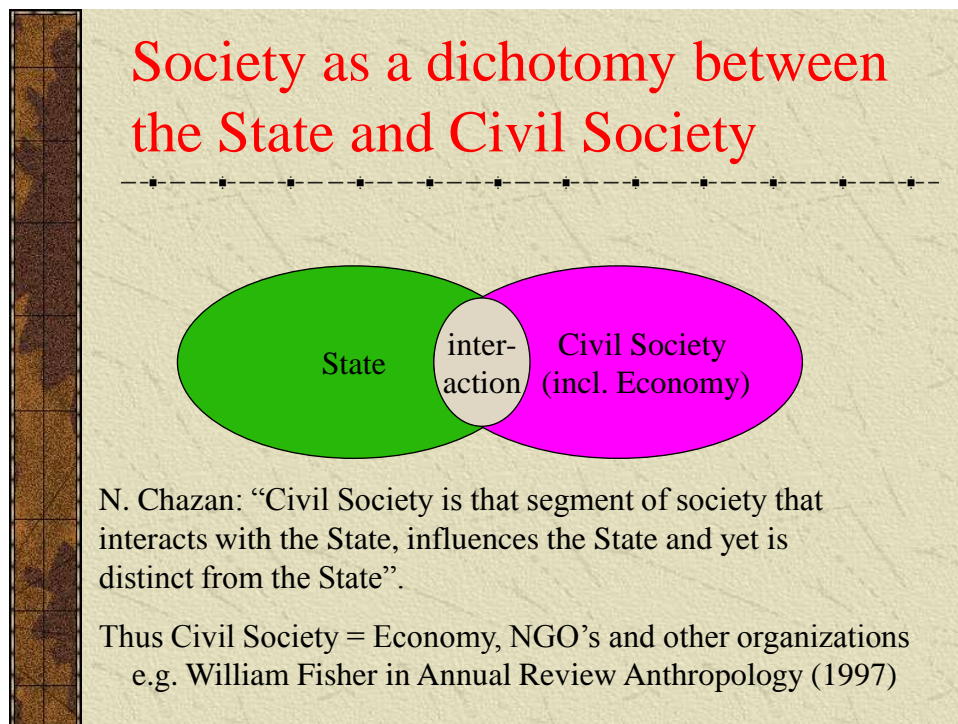 Society as a dichotomy between
the State and Civil Society
State
inter-
action
Civil Society
(incl. Economy)
N. Chazan: “Civil Society is that segment of society that
interacts with the State, influences the State and yet is
distinct from the State”.
Thus Civil Society = Economy, NGO’s and other organizations
e.g. William Fisher in Annual Review Anthropology (1997)